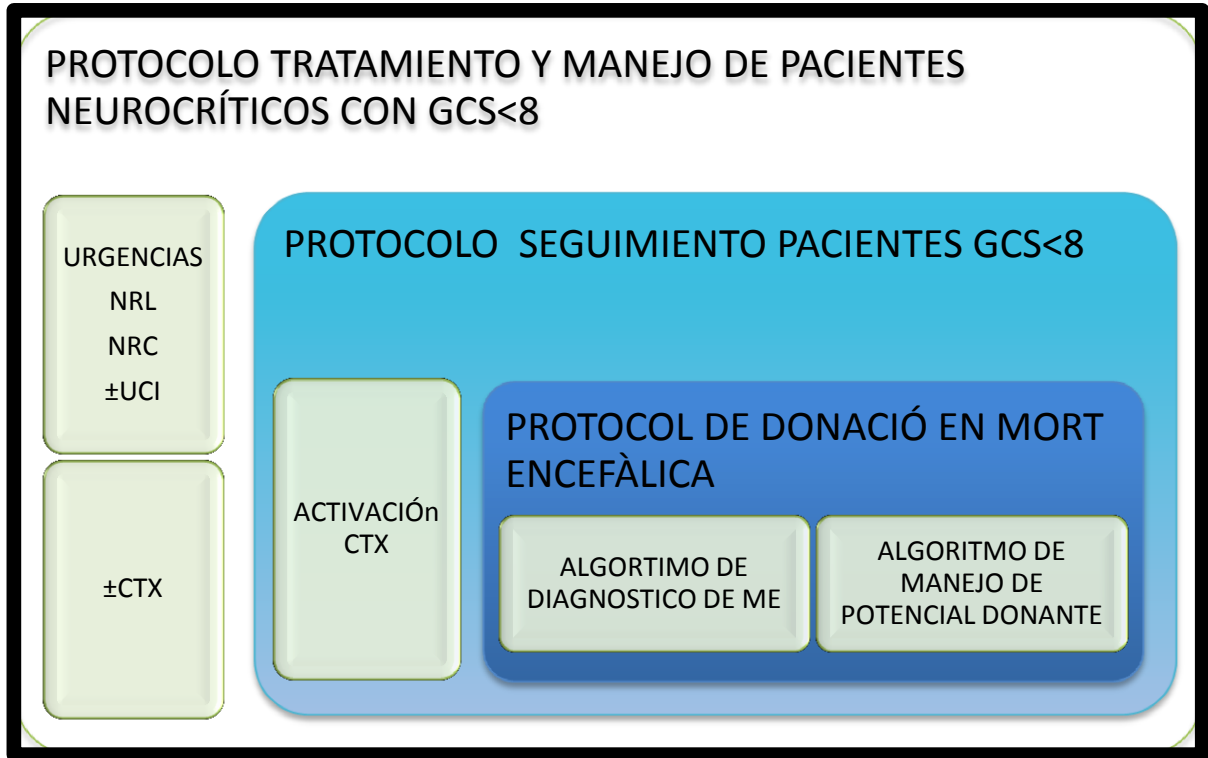 PROTOCOLO TRATAMIENTO Y MANEJO DE PACIENTES
NEUROCRÍTICOS CON GCS<8
URGENCIAS
NRL
NRC
±UCI
±CTX
PROTOCOLO SEGUIMIENTO PACIENTES GCS<8
ACTIVACIÓn
CTX
PROTOCOL DE DONACIÓ EN MORT
ENCEFÀLICA
ALGORTIMO DE
DIAGNOSTICO DE ME
ALGORITMO DE
MANEJO DE
POTENCIAL DONANTE